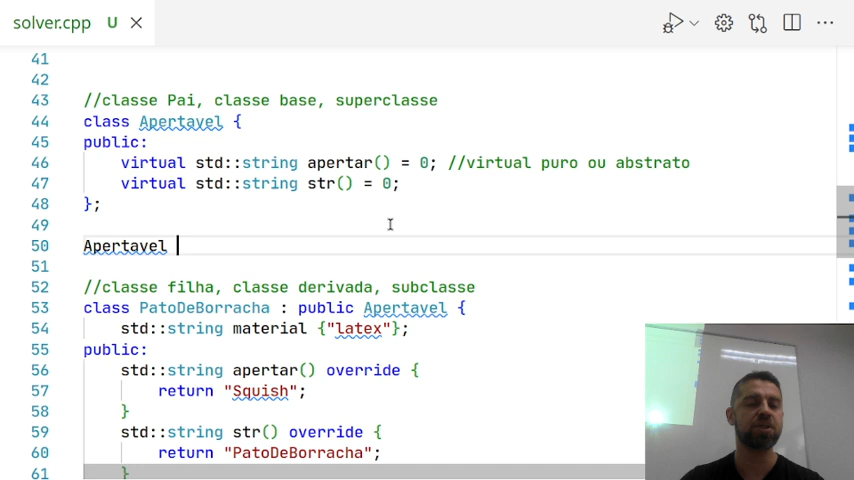 solver.cpp U
41
42
43 //classe Pai, classe base, superclasse
44 class Apertavel {
45 public:
46 virtual std::string apertar() = 0; //virtual puro ou abstrato
47 virtual std::string str() = 0;
48 };
49
50 Apertavel
51
52 //classe filha, classe derivada, subclasse
53 class PatoDeBorracha : public Apertavel {
54 std::string material {"latex"};
55 public:
56 std::string apertar() override {
57 return "Squish";
58 }
59 std::string str() override {
60 return "PatoDeBorracha";
61 }